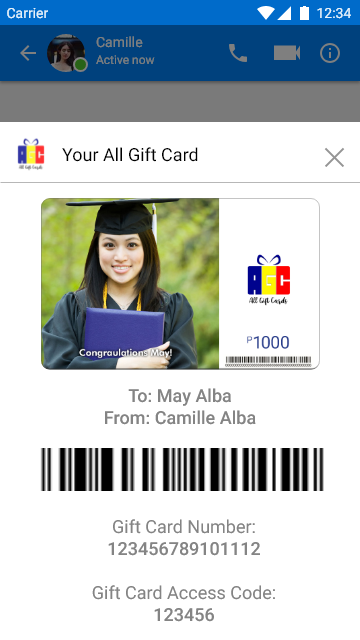 Carrier
12:34
Camille
Active now
AGC
All Gift Cards
Your All Gift Card
Congraulations May!
AGC
All Gift Cards
₱1000
To: May Alba
From: Camille Alba
Gift Card Number:
123456789101112
Gift Card Access Code:
123456